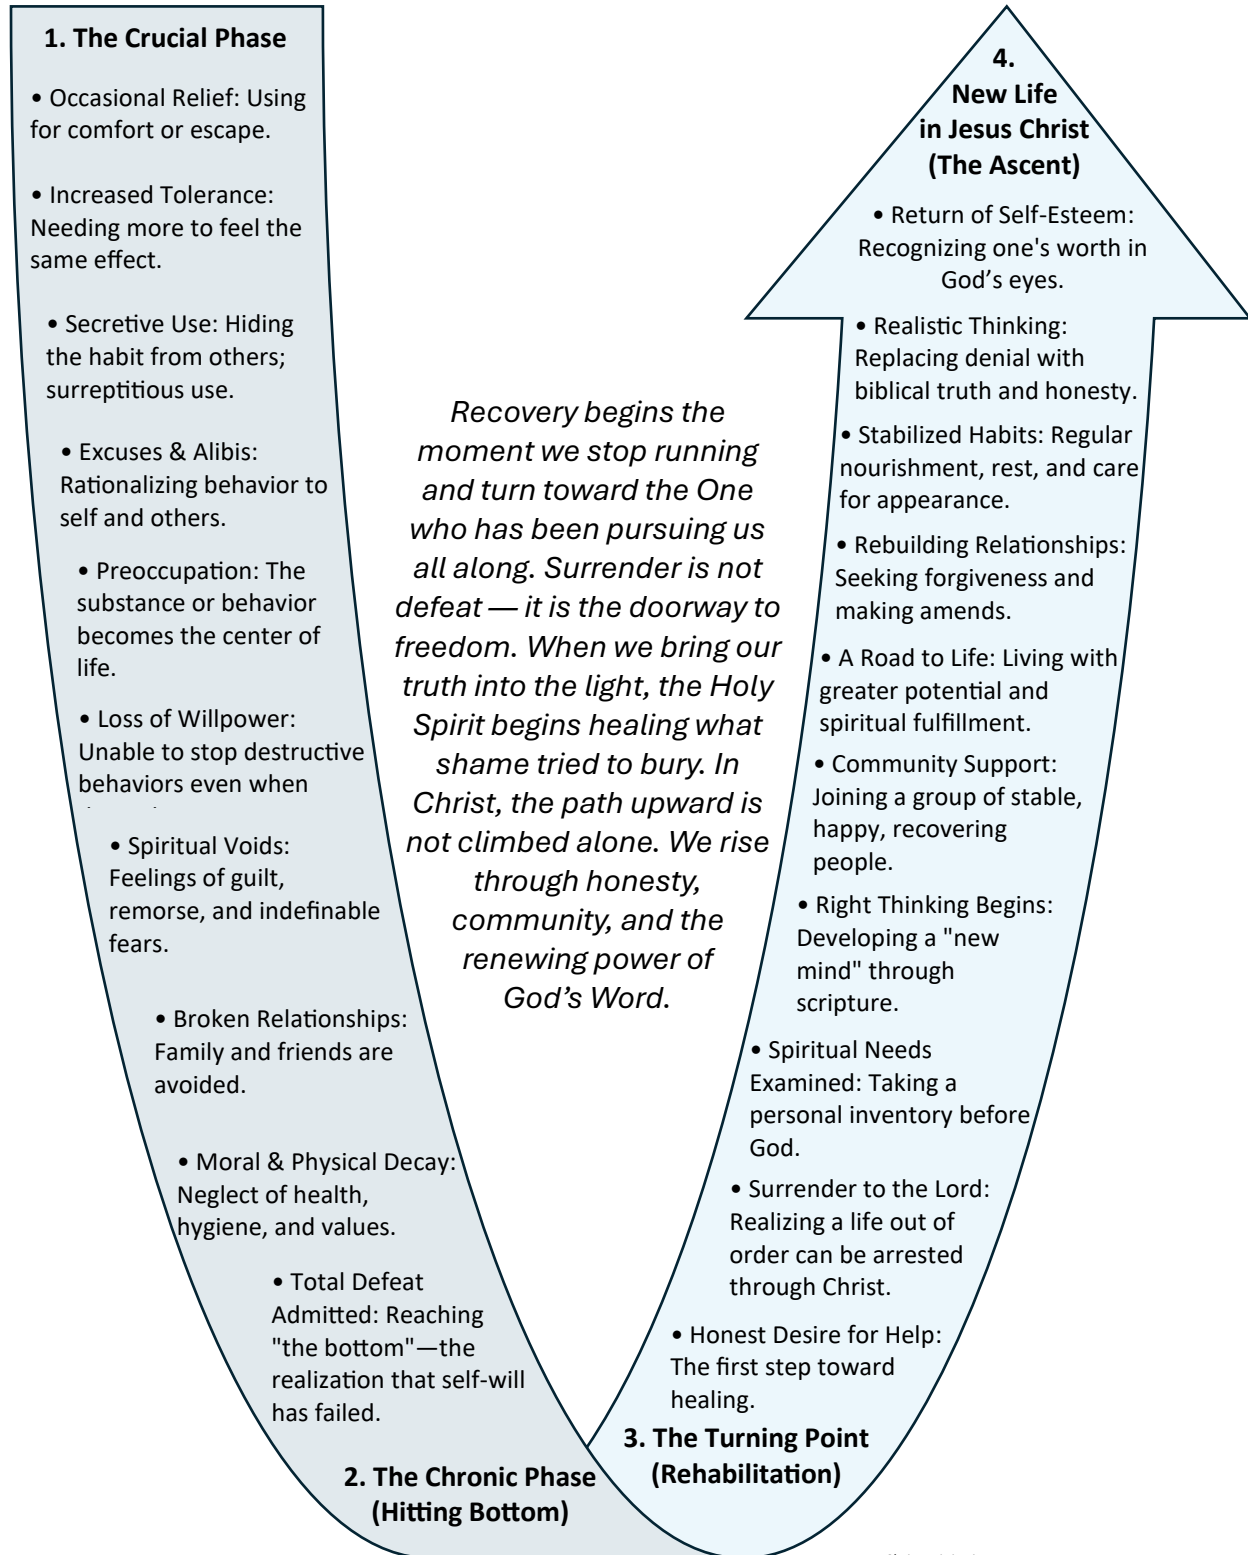 1. The Crucial Phase
• Occasional Relief: Using
for comfort or escape.
• Increased Tolerance:
Needing more to feel the
same effect.
• Secretive Use: Hiding
the habit from others;
surreptitious use.
• Excuses & Alibis:
Rationalizing behavior to
self and others.
• Preoccupation: The
substance or behavior
becomes the center of
life.
• Loss of Willpower:
Unable to stop destructive
behaviors even when
• Spiritual Voids:
Feelings of guilt,
remorse, and indefinable
fears.
• Broken Relationships:
Family and friends are
avoided.
• Moral & Physical Decay:
Neglect of health,
hygiene, and values.
• Total Defeat
Admitted: Reaching
"the bottom"—the
realization that self-will
has failed.
2. The Chronic Phase
(Hitting Bottom)
Recovery begins the
moment we stop running
and turn toward the One
who has been pursuing us
all along. Surrender is not
defeat — it is the doorway to
freedom. When we bring our
truth into the light, the Holy
Spirit begins healing what
shame tried to bury. In
Christ, the path upward is
not climbed alone. We rise
through honesty,
community, and the
renewing power of
God’s Word.
4.
New Life
in Jesus Christ
(The Ascent)
• Return of Self-Esteem:
Recognizing one's worth in
God’s eyes.
• Realistic Thinking:
Replacing denial with
biblical truth and honesty.
• Stabilized Habits: Regular
nourishment, rest, and care
for appearance.
• Rebuilding Relationships:
Seeking forgiveness and
making amends.
• A Road to Life: Living with
greater potential and
spiritual fulfillment.
• Community Support:
Joining a group of stable,
happy, recovering
people.
• Right Thinking Begins:
Developing a "new
mind" through
scripture.
• Spiritual Needs
Examined: Taking a
personal inventory before
God.
• Surrender to the Lord:
Realizing a life out of
order can be arrested
through Christ.
• Honest Desire for Help:
The first step toward
healing.
3. The Turning Point
(Rehabilitation)